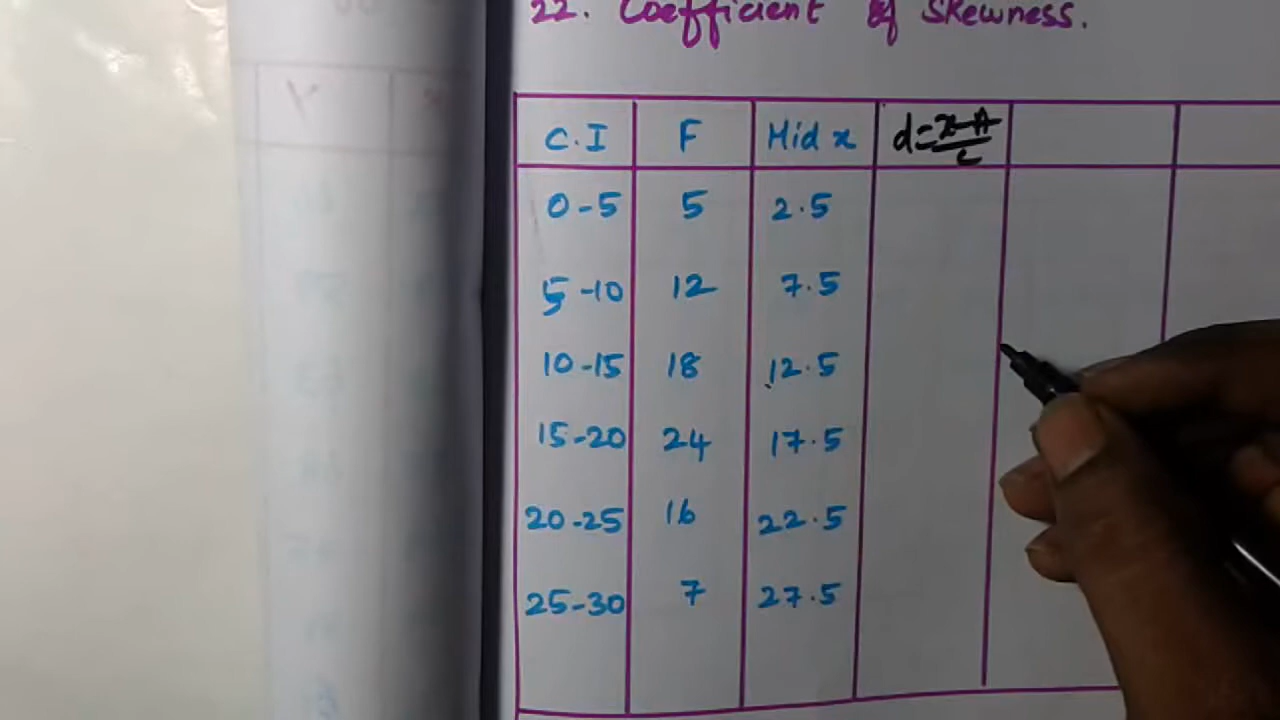 22. Coefficient of Skewness.
C.I F Mid x d=x-A/c
0-5 5 2.5
5-10 12 7.5
10-15 18 12.5
15-20 24 17.5
20-25 16 22.5
25-30 7 27.5